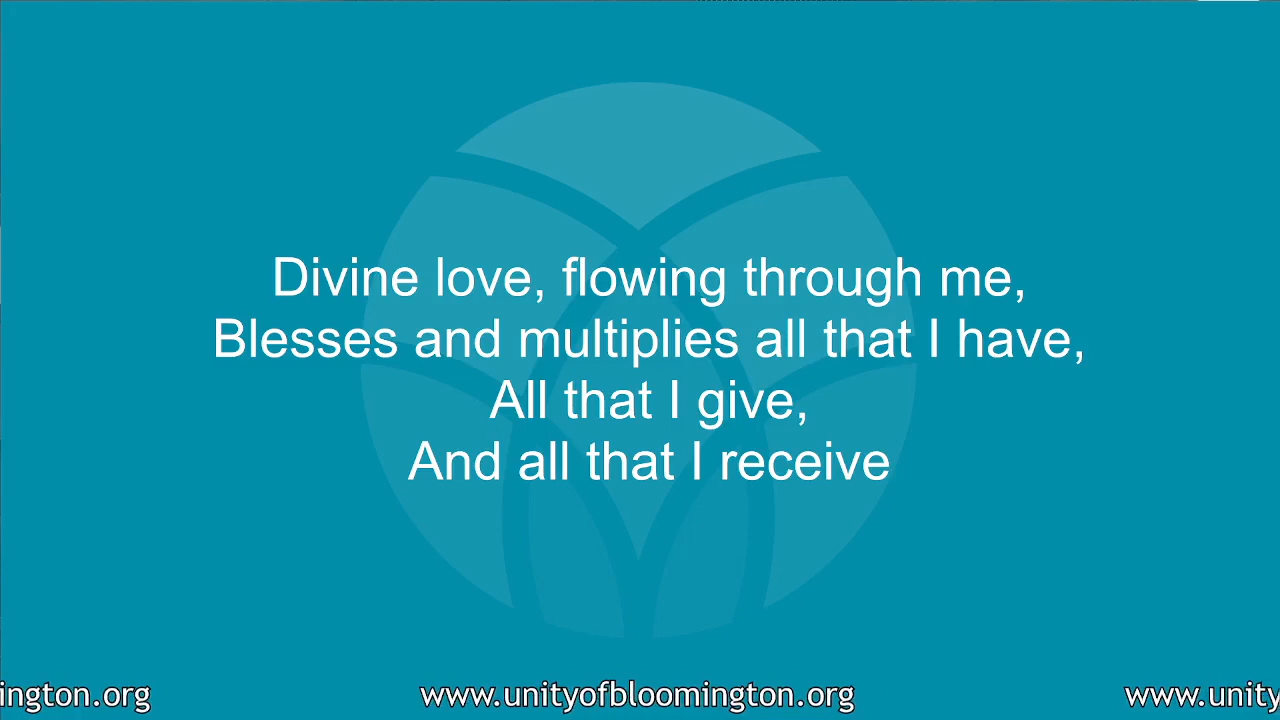 Divine love, flowing through me,
Blesses and multiplies all that I have,
All that I give,
And all that I receive
ington.org www.unityofbloomington.org www.unity